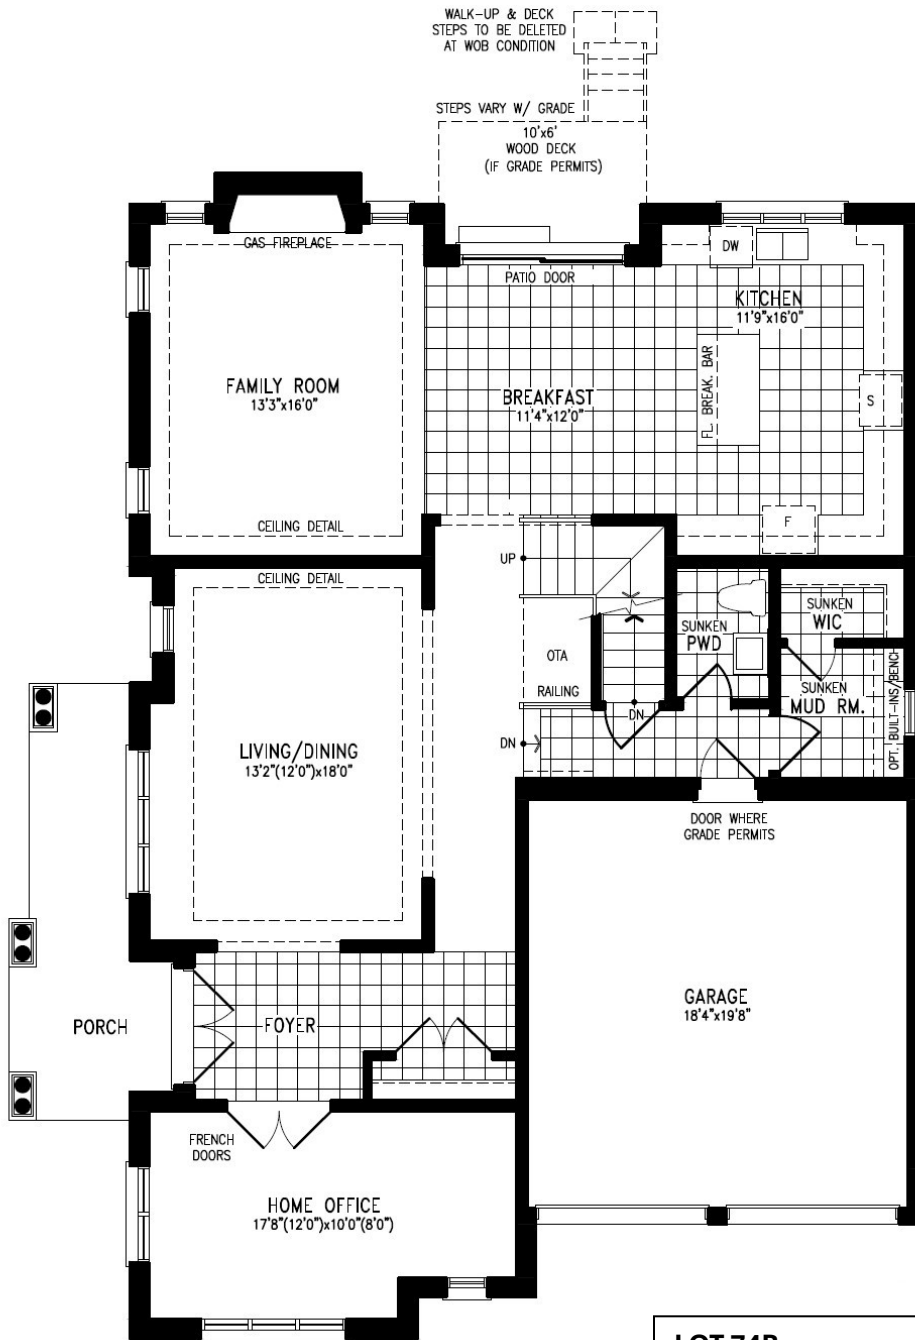 WALK-UP & DECK
STEPS TO BE DELETED
AT WOB CONDITION
STEPS VARY W/ GRADE
10'x6'
WOOD DECK
(IF GRADE PERMITS)
GAS FIREPLACE
PATIO DOOR
DW
KITCHEN
11'9"x16'0"
FAMILY ROOM
13'3"x16'0"
BREAKFAST
11'4"x12'0"
FL. BREAK. BAR
S
F
CEILING DETAIL
CEILING DETAIL
UP
OTA
RAILING
DN
DN
SUNKEN
PWD
SUNKEN
WIC
SUNKEN
MUD RM.
OPT. BUILT-INS/BENCH
LIVING/DINING
13'2"(12'0")x18'0"
DOOR WHERE
GRADE PERMITS
GARAGE
18'4"x19'8"
PORCH
FOYER
FRENCH
DOORS
HOME OFFICE
17'8"(12'0")x10'0"(8'0")